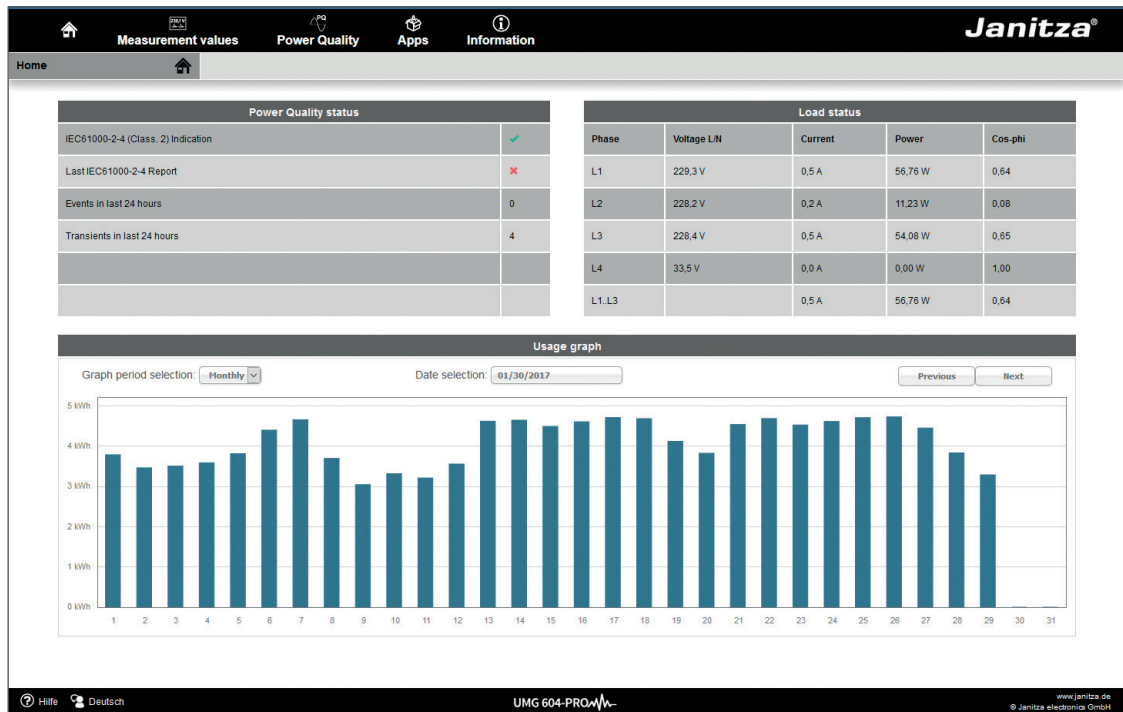 230,1 V
PQ
Measurement values Power Quality Apps Information
Janitza®
Home
Power Quality status
IEC61000-2-4 (Class. 2) Indication
Last IEC61000-2-4 Report
Events in last 24 hours 0
Transients in last 24 hours 4
Load status
Phase Voltage L/N Current Power Cos-phi
L1 229,3 V 0,5 A 56,76 W 0,64
L2 228,2 V 0,2 A 11,23 W 0,08
L3 228,4 V 0,5 A 54,08 W 0,65
L4 33,5 V 0,0 A 0,00 W 1,00
L1..L3 0,5 A 56,76 W 0,64
Usage graph
Graph period selection: Monthly Date selection: 01/30/2017 Previous Next
5 kWh
4 kWh
3 kWh
2 kWh
1 kWh
0 kWh
1 2 3 4 5 6 7 8 9 10 11 12 13 14 15 16 17 18 19 20 21 22 23 24 25 26 27 28 29 30 31
Hilfe Deutsch
UMG 604-PRO
www.janitza.de
© Janitza electronics GmbH